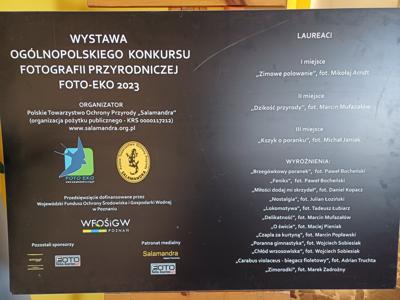 WYSTAWA
OGÓLNOPOLSKIEGO KONKURSU
FOTOGRAFII PRZYRODNICZEJ
FOTO-EKO 2023
ORGANIZATOR
Polskie Towarzystwo Ochrony Przyrody „Salamandra"
(organizacja pożytku publicznego - KRS 0000117212)
www.salamandra.org.pl
FOTO EKO
SALAMANDRA
Przedsięwzięcie dofinansowane przez
Wojewódzki Fundusz Ochrony Środowiska i Gospodarki Wodnej
w Poznaniu
WFOŚiGW
POZNAŃ
Pozostali sponsorzy
Patronat medialny
FOTO
Salamandra
FOTO
LAUREACI
I miejsce
„Zimowe polowanie", fot. Mikołaj Arndt
II miejsce
„Dzikość przyrody", fot. Marcin Mufazałów
III miejsce
„Kszyk o poranku", fot. Michał Janiak
WYRÓŻNIENIA:
„Brzegówkowy poranek", fot. Paweł Bocheński
„Feniks", fot. Paweł Bocheński
„Miłości dodaj mi skrzydeł", fot. Daniel Kopacz
„Nostalgia", fot. Julian Łoziński
„Lokomotywa", fot. Tadeusz Łubiarz
„Delikatność", fot. Marcin Mufazałów
„O świcie", fot. Maciej Pieniak
„Czapla za kurtyną", fot. Marcin Popławski
„Poranna gimnastyka", fot. Wojciech Sobiesiak
„Chłód wrzosowiska", fot. Wojciech Sobiesiak
„Carabus violaceus - biegacz fioletowy", fot. Adrian Truchta
„Zimorodki", fot. Marek Zadrożny